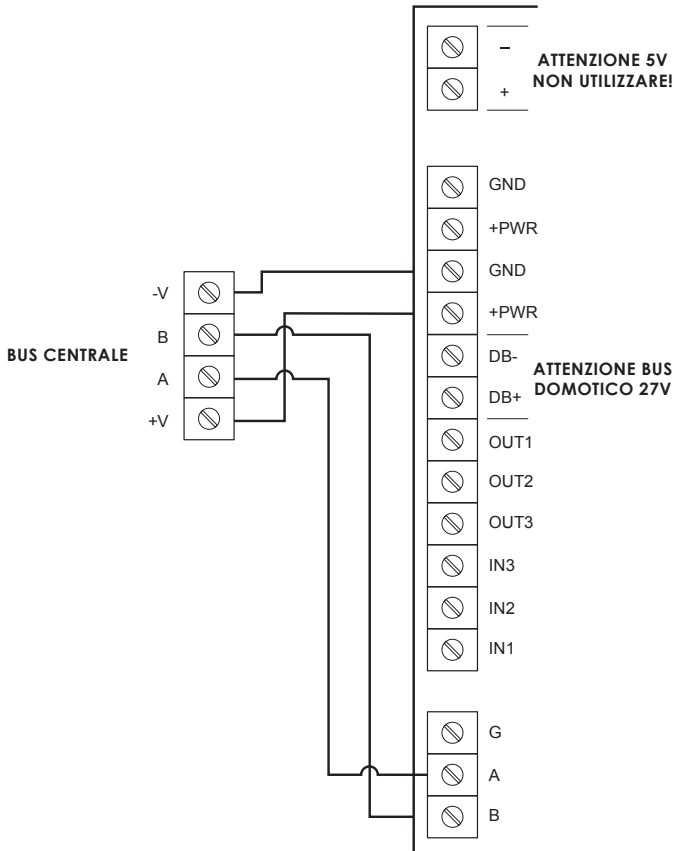 –
+
ATTENZIONE 5V
NON UTILIZZARE!
GND
+PWR
GND
+PWR
DB-
DB+
ATTENZIONE BUS
DOMOTICO 27V
OUT1
OUT2
OUT3
IN3
IN2
IN1
G
A
B
BUS CENTRALE
-V
B
A
+V